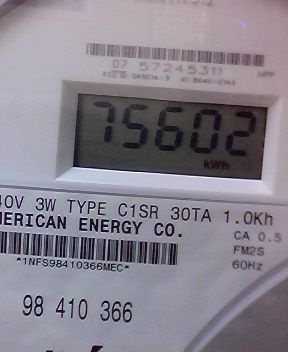 07 57245311
75602
kWh
40V 3W TYPE C1SR 30TA 1.0Kh
MERICAN ENERGY CO.
CA 0.5
FM2S
*1NFS98410366MEC*
60Hz
98 410 366